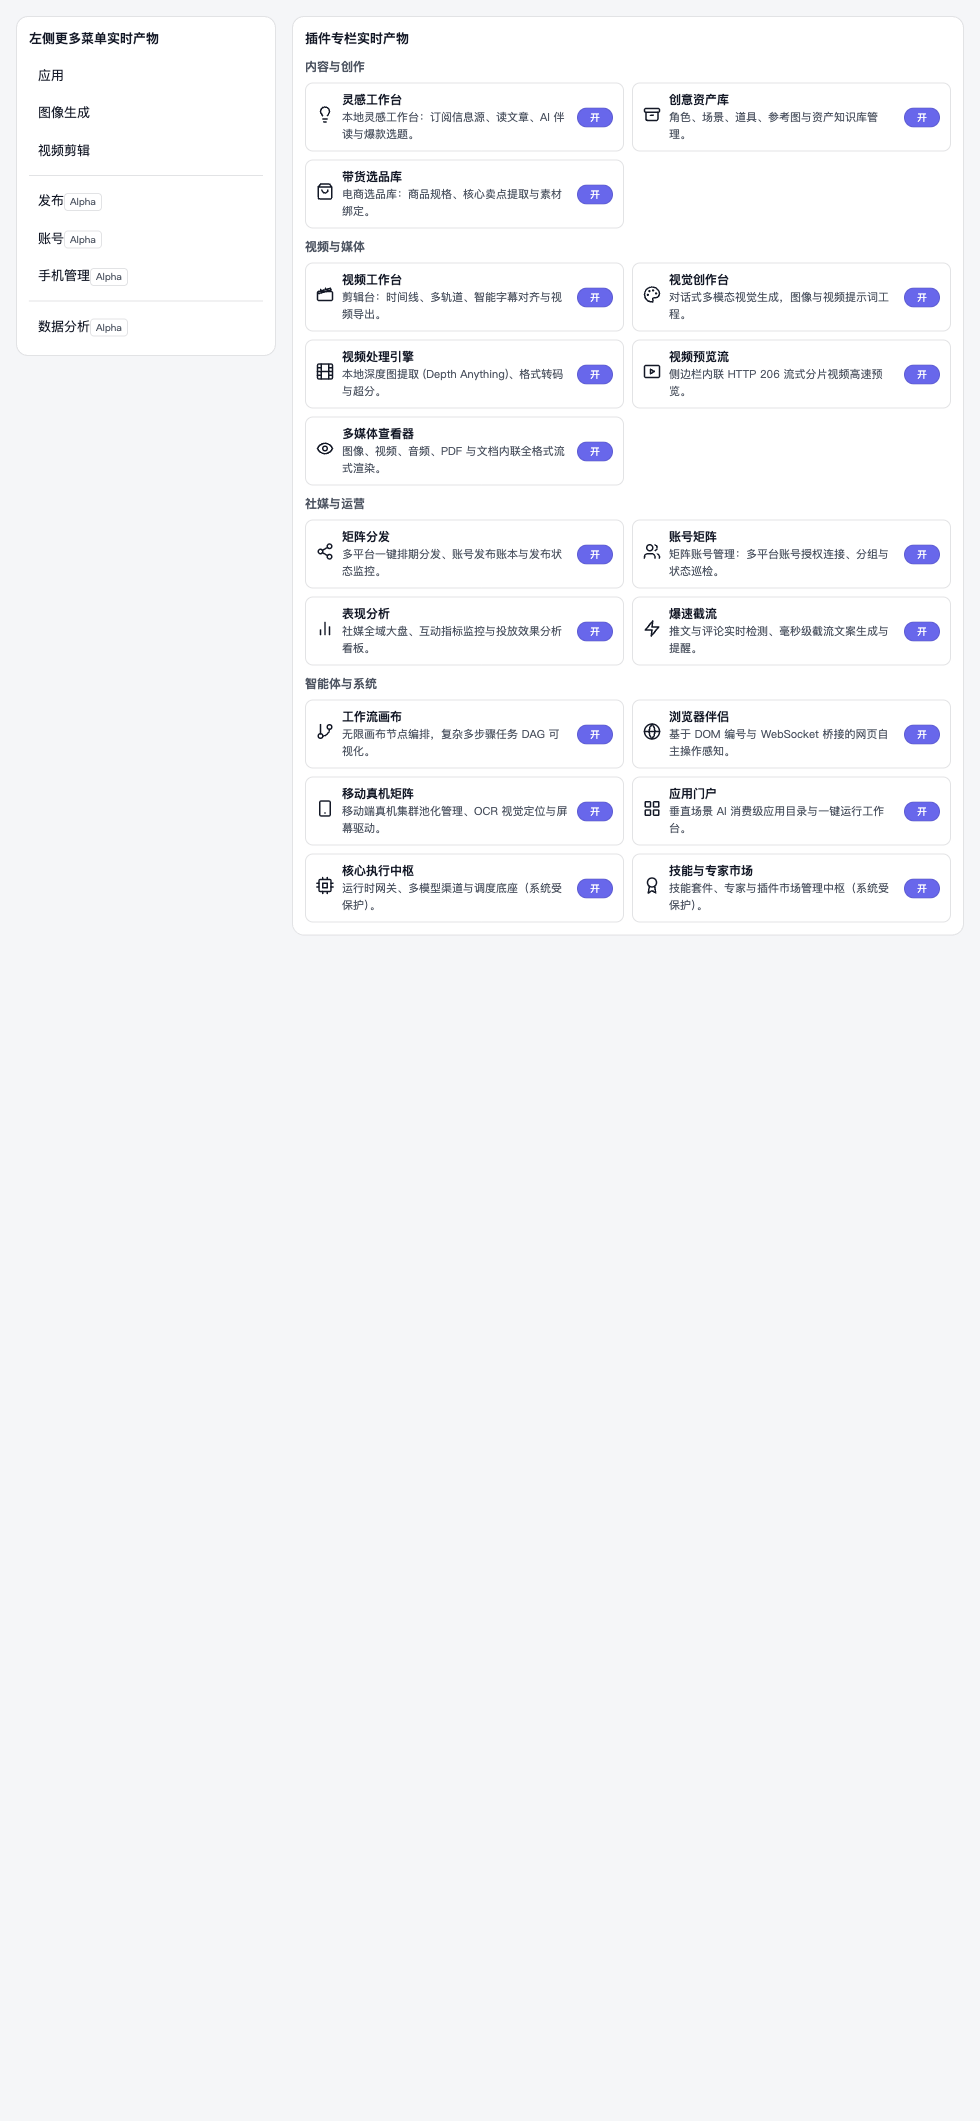 左侧更多菜单实时产物
应用
图像生成
视频剪辑
发布 Alpha
账号 Alpha
手机管理 Alpha
数据分析 Alpha
插件专栏实时产物
内容与创作
灵感工作台
本地灵感工作台：订阅信息源、读文章、AI 伴
读与爆款选题。
开
创意资产库
角色、场景、道具、参考图与资产知识库管
理。
开
带货选品库
电商选品库：商品规格、核心卖点提取与素材
绑定。
开
视频与媒体
视频工作台
剪辑台：时间线、多轨道、智能字幕对齐与视
频导出。
开
视觉创作台
对话式多模态视觉生成，图像与视频提示词工
程。
开
视频处理引擎
本地深度图提取 (Depth Anything)、格式转码
与超分。
开
视频预览流
侧边栏内联 HTTP 206 流式分片视频高速预
览。
开
多媒体查看器
图像、视频、音频、PDF 与文档内联全格式流
式渲染。
开
社媒与运营
矩阵分发
多平台一键排期分发、账号发布账本与发布状
态监控。
开
账号矩阵
矩阵账号管理：多平台账号授权连接、分组与
状态巡检。
开
表现分析
社媒全域大盘、互动指标监控与投放效果分析
看板。
开
爆速截流
推文与评论实时检测、毫秒级截流文案生成与
提醒。
开
智能体与系统
工作流画布
无限画布节点编排，复杂多步骤任务 DAG 可
视化。
开
浏览器伴侣
基于 DOM 编号与 WebSocket 桥接的网页自
主操作感知。
开
移动真机矩阵
移动端真机集群池化管理、OCR 视觉定位与屏
幕驱动。
开
应用门户
垂直场景 AI 消费级应用目录与一键运行工作
台。
开
核心执行中枢
运行时网关、多模型渠道与调度底座（系统受
保护）。
开
技能与专家市场
技能套件、专家与插件市场管理中枢（系统受
保护）。
开